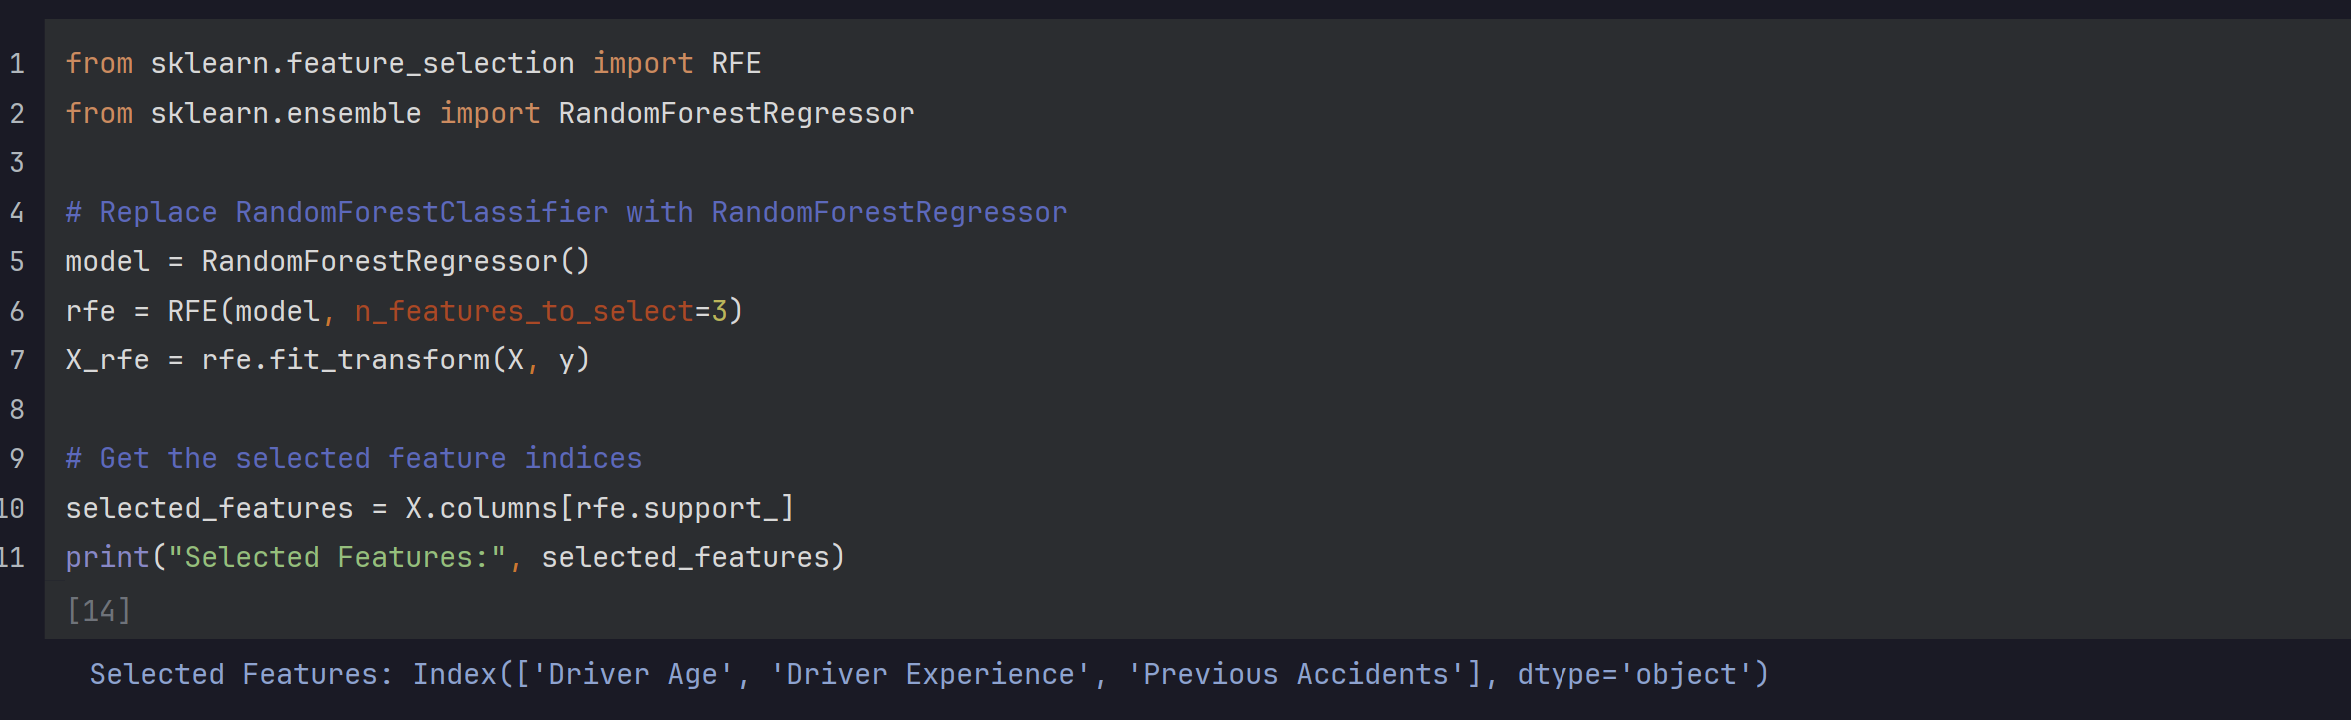 1 from sklearn.feature_selection import RFE
2 from sklearn.ensemble import RandomForestRegressor
3
4 # Replace RandomForestClassifier with RandomForestRegressor
5 model = RandomForestRegressor()
6 rfe = RFE(model, n_features_to_select=3)
7 X_rfe = rfe.fit_transform(X, y)
8
9 # Get the selected feature indices
10 selected_features = X.columns[rfe.support_]
11 print("Selected Features:", selected_features)
[14]
Selected Features: Index(['Driver Age', 'Driver Experience', 'Previous Accidents'], dtype='object')